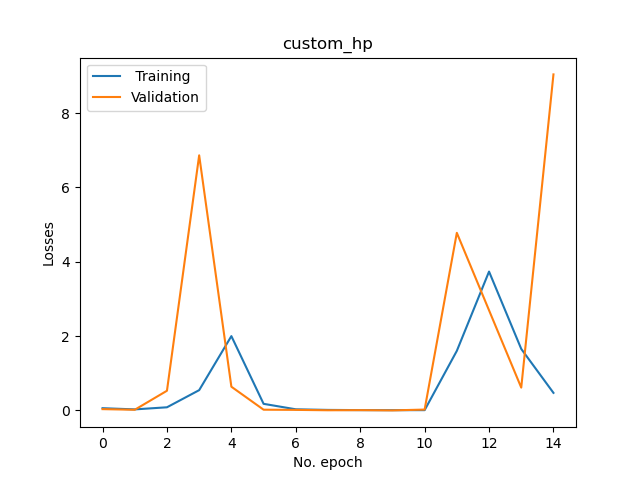 custom_hp
Training
Validation
Losses
8
6
4
2
0
0 2 4 6 8 10 12 14
No. epoch